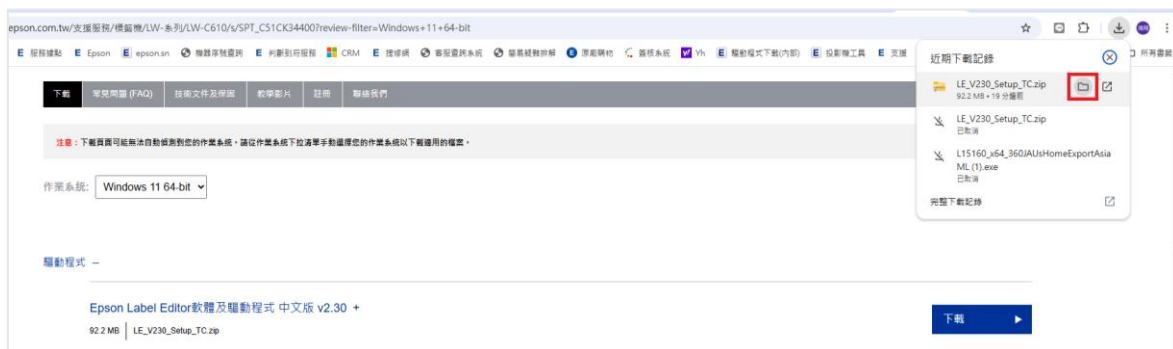 epson.com.tw/支援服務/標籤機/LW-系列/LW-C610/s/SPT_C51CK34400?review-filter=Windows+11+64-bit
服務據點 Epson epson.sn 機器序號查詢 判斷到府服務 CRM 捷修網 客服查詢系統 簡易疑難排解 原廠購物 簽核系統 Yh 驅動程式下載(內部) 投影機工具 支援 所有書籤
近期下載記錄
LE_V230_Setup_TC.zip
92.2 MB • 19 分鐘前
LE_V230_Setup_TC.zip
已取消
L15160_x64_360JAUsHomeExportAsia
ML (1).exe
已取消
完整下載記錄
下載 常見問題 (FAQ) 技術文件及保固 教學影片 註冊 聯絡我們
注意：下載頁面可能無法自動偵測到您的作業系統，請從作業系統下拉清單手動選擇您的作業系統以下載適用的檔案。
作業系統: Windows 11 64-bit
驅動程式 −
Epson Label Editor軟體及驅動程式 中文版 v2.30 +
92.2 MB LE_V230_Setup_TC.zip
下載